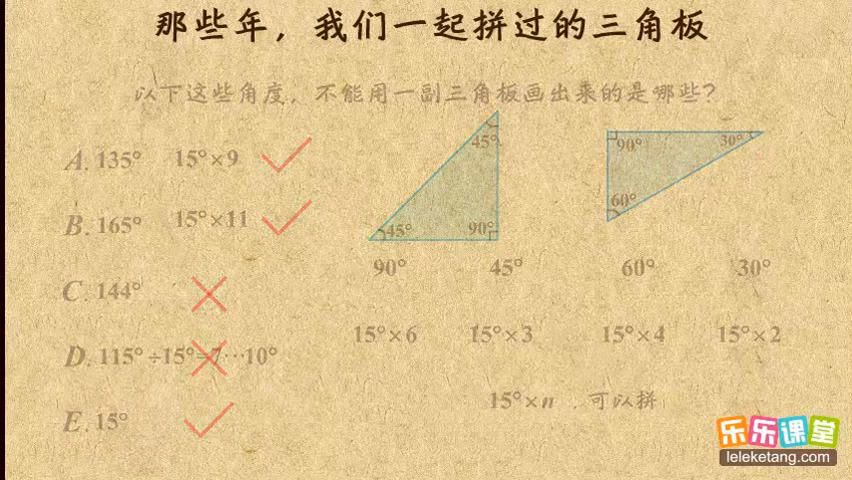 那些年，我们一起拼过的三角板
以下这些角度，不能用一副三角板画出来的是哪些？
A. 135° 15°×9
B. 165° 15°×11
C. 144°
D. 115°÷15°=7…10°
E. 15°
45°
45° 90°
90° 30°
60°
90° 45° 60° 30°
15°×6 15°×3 15°×4 15°×2
15°×n ，可以拼
乐乐课堂
leleketang.com